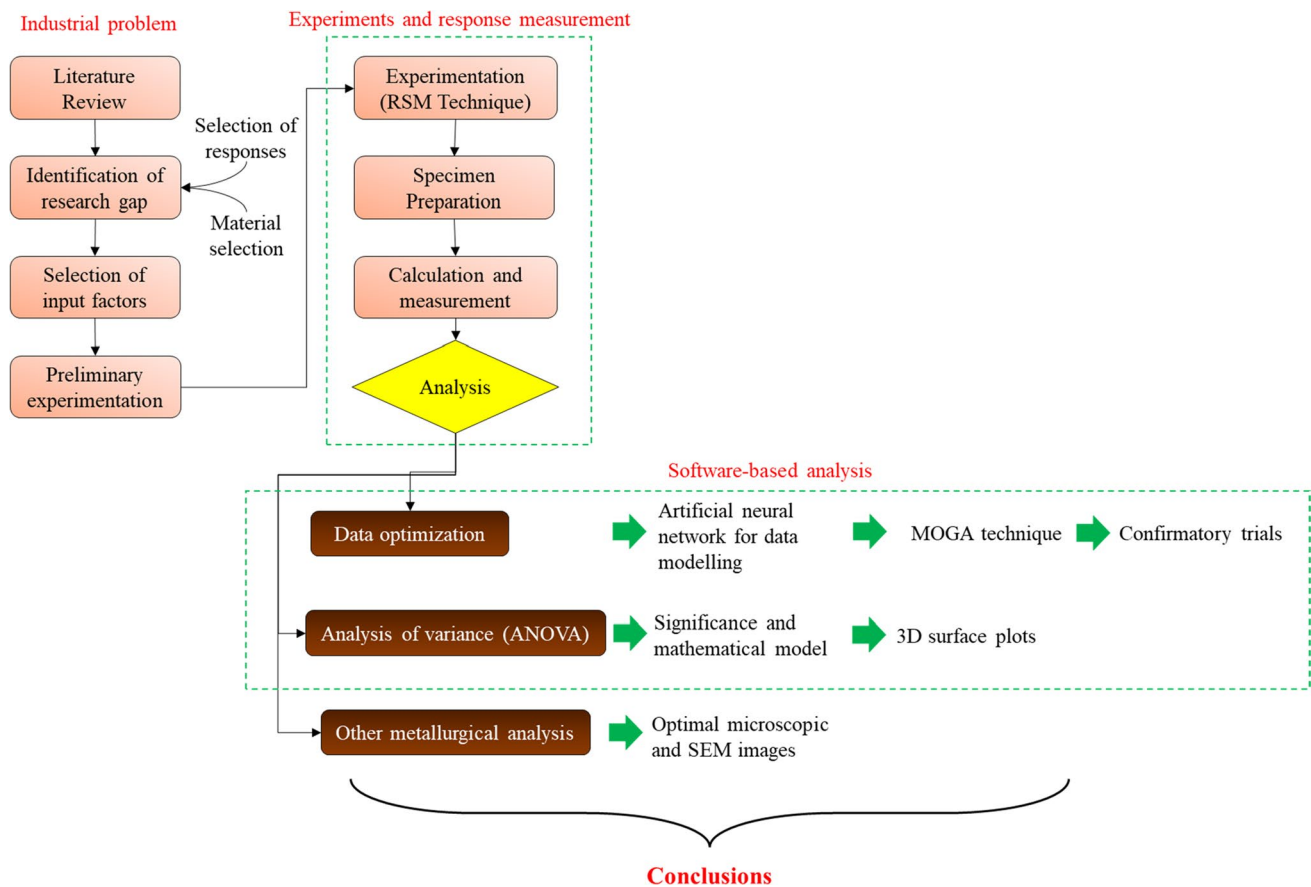 Industrial problem
Literature
Review
Selection of
responses
Identification of
research gap
Material
selection
Selection of
input factors
Preliminary
experimentation
Experiments and response measurement
Experimentation
(RSM Technique)
Specimen
Preparation
Calculation and
measurement
Analysis
Software-based analysis
Data optimization
Artificial neural
network for data
modelling
MOGA technique
Confirmatory trials
Analysis of variance (ANOVA)
Significance and
mathematical model
3D surface plots
Other metallurgical analysis
Optimal microscopic
and SEM images
Conclusions